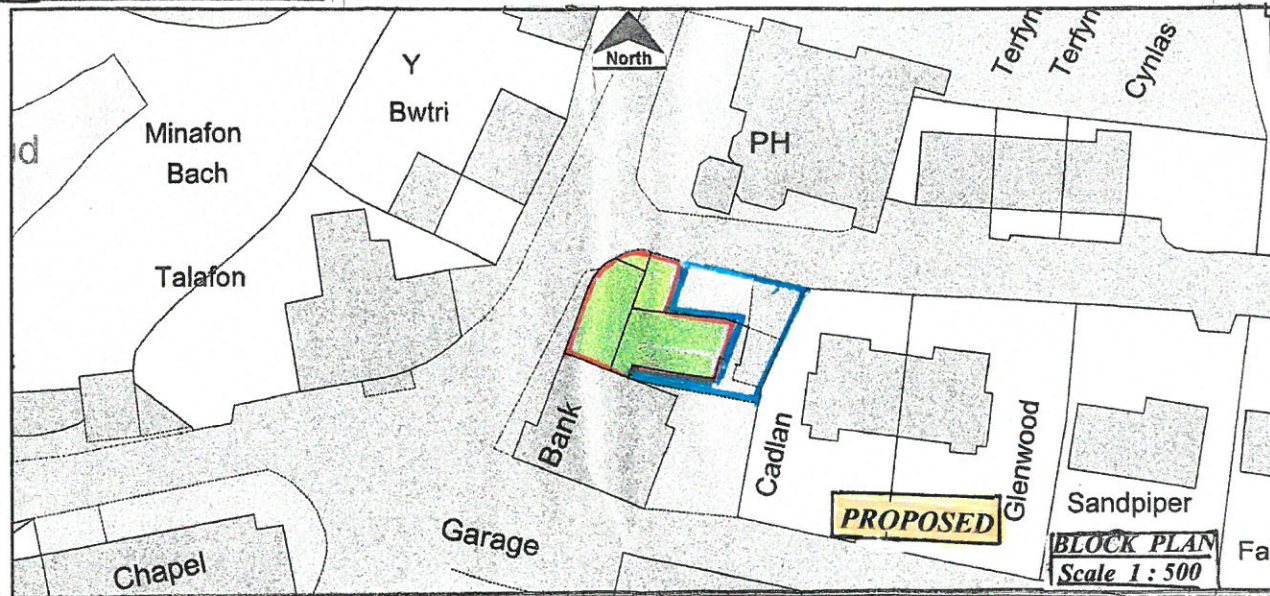 North
Terfyn
Terfyn
Cynlas
Y
Bwtri
Minafon
Bach
PH
Talafon
Bank
Cadlan
Glenwood
Sandpiper
PROPOSED
Garage
Chapel
BLOCK PLAN
Scale 1 : 500